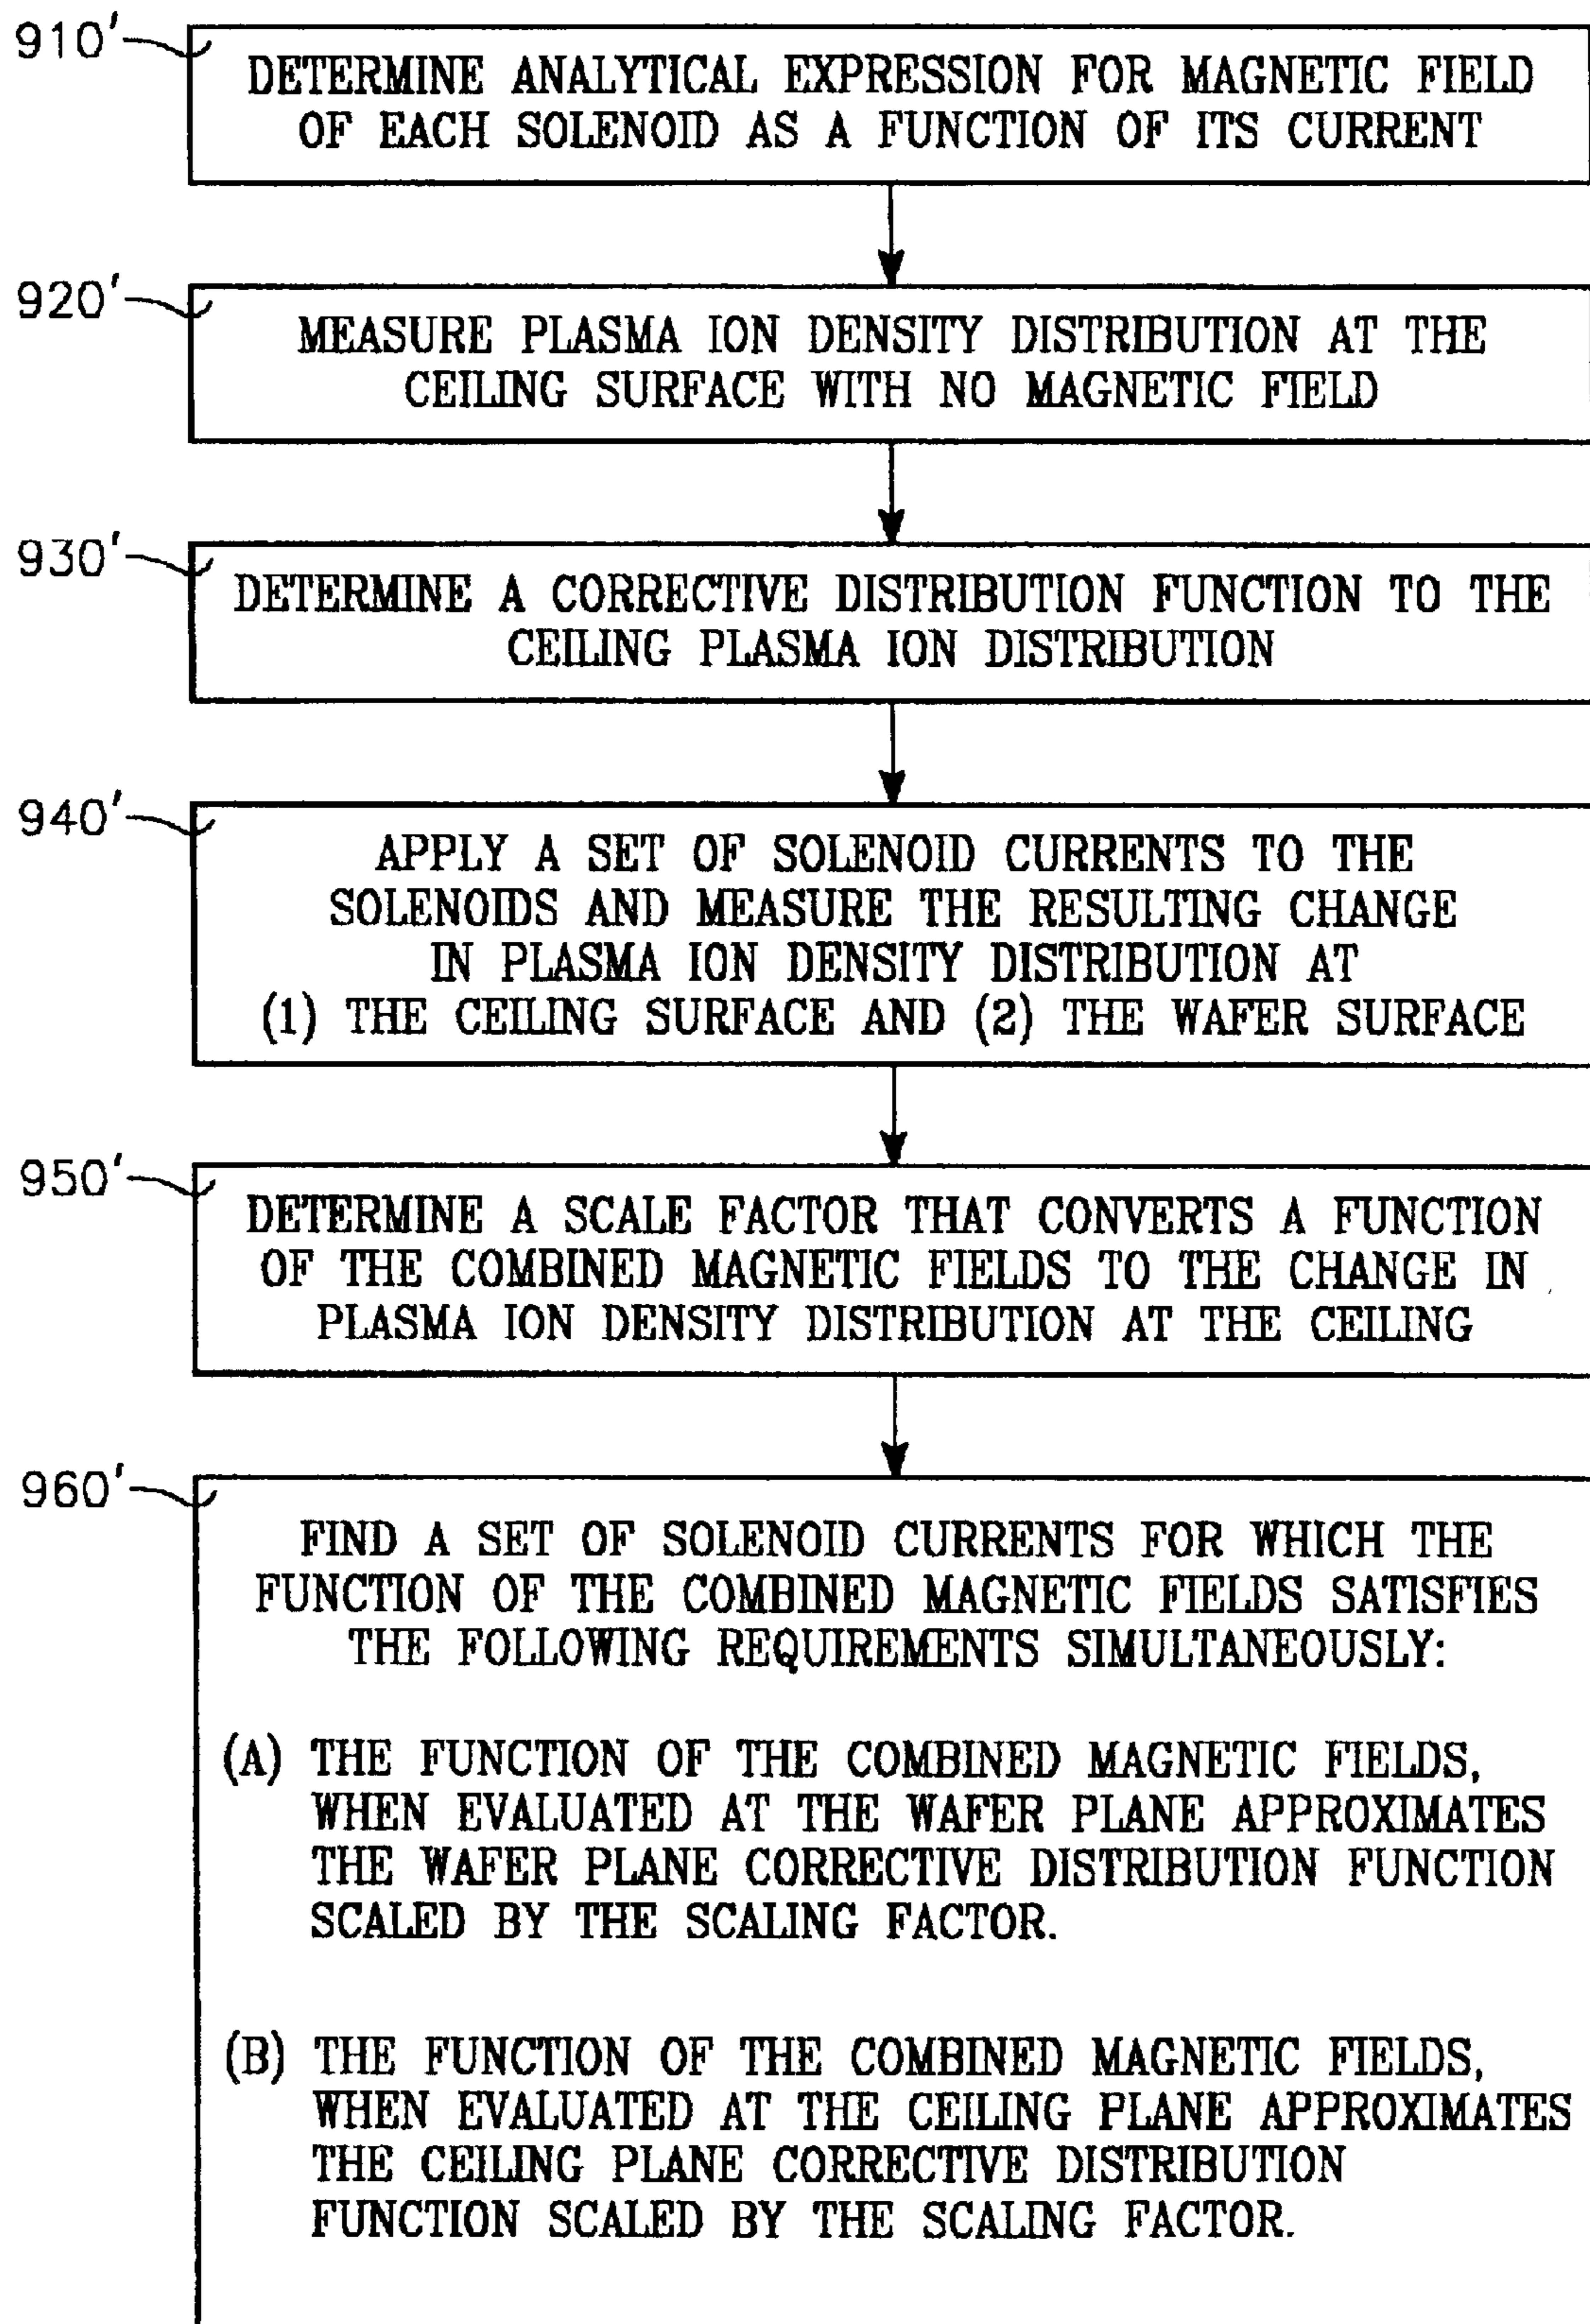 910'
DETERMINE ANALYTICAL EXPRESSION FOR MAGNETIC FIELD
OF EACH SOLENOID AS A FUNCTION OF ITS CURRENT
920'
MEASURE PLASMA ION DENSITY DISTRIBUTION AT THE
CEILING SURFACE WITH NO MAGNETIC FIELD
930'
DETERMINE A CORRECTIVE DISTRIBUTION FUNCTION TO THE
CEILING PLASMA ION DISTRIBUTION
940'
APPLY A SET OF SOLENOID CURRENTS TO THE
SOLENOIDS AND MEASURE THE RESULTING CHANGE
IN PLASMA ION DENSITY DISTRIBUTION AT
(1) THE CEILING SURFACE AND (2) THE WAFER SURFACE
950'
DETERMINE A SCALE FACTOR THAT CONVERTS A FUNCTION
OF THE COMBINED MAGNETIC FIELDS TO THE CHANGE IN
PLASMA ION DENSITY DISTRIBUTION AT THE CEILING
960'
FIND A SET OF SOLENOID CURRENTS FOR WHICH THE
FUNCTION OF THE COMBINED MAGNETIC FIELDS SATISFIES
THE FOLLOWING REQUIREMENTS SIMULTANEOUSLY:
(A) THE FUNCTION OF THE COMBINED MAGNETIC FIELDS,
WHEN EVALUATED AT THE WAFER PLANE APPROXIMATES
THE WAFER PLANE CORRECTIVE DISTRIBUTION FUNCTION
SCALED BY THE SCALING FACTOR.
(B) THE FUNCTION OF THE COMBINED MAGNETIC FIELDS,
WHEN EVALUATED AT THE CEILING PLANE APPROXIMATES
THE CEILING PLANE CORRECTIVE DISTRIBUTION
FUNCTION SCALED BY THE SCALING FACTOR.